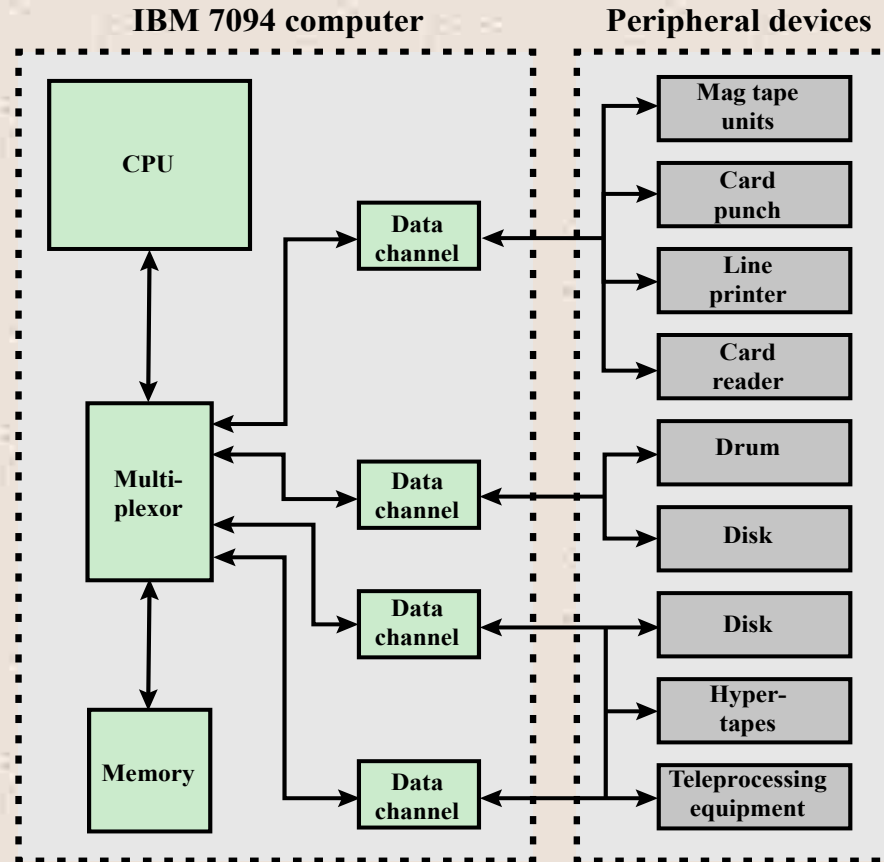 IBM 7094 computer
Peripheral devices
CPU
Multi-
plexor
Memory
Data
channel
Data
channel
Data
channel
Data
channel
Mag tape
units
Card
punch
Line
printer
Card
reader
Drum
Disk
Disk
Hyper-
tapes
Teleprocessing
equipment